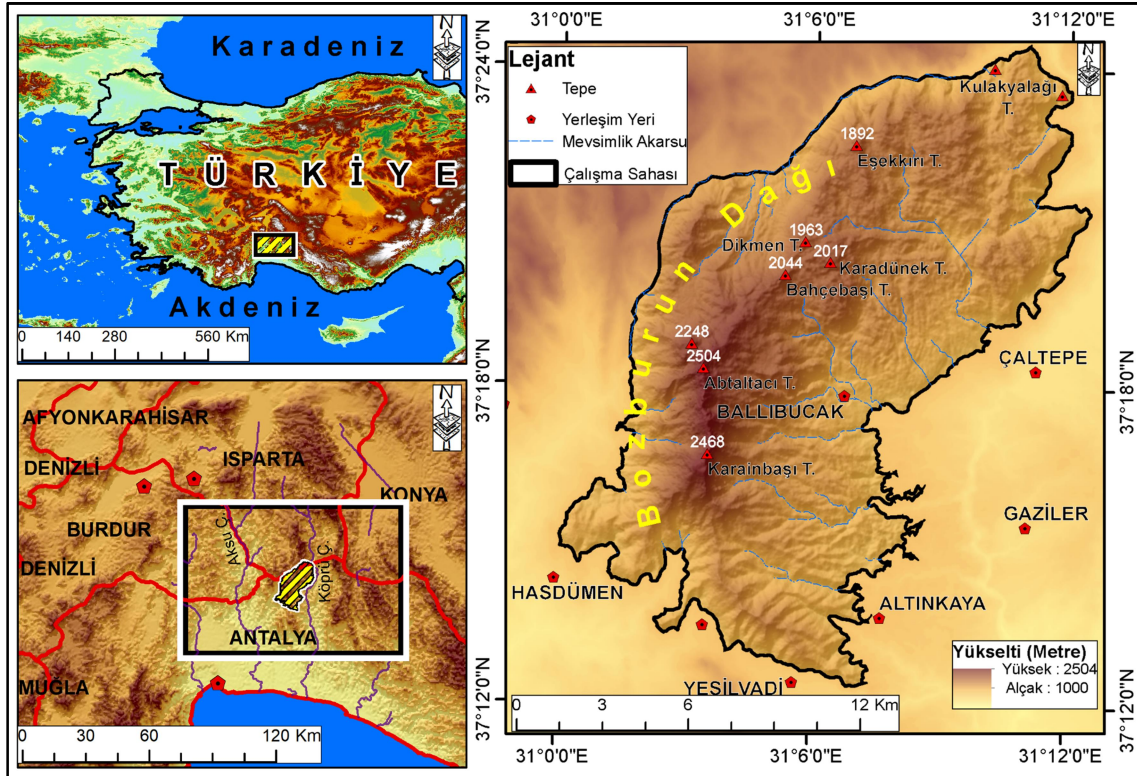 Karadeniz
TÜRKİYE
Akdeniz
0 140 280 560 Km
AFYONKARAHİSAR
DENİZLİ
ISPARTA
KONYA
BURDUR
Aksu Ç.
Köprü Ç.
DENİZLİ
ANTALYA
MUĞLA
0 30 60 120 Km
31°0'0"E 31°6'0"E 31°12'0"E
37°24'0"N
37°18'0"N
37°12'0"N
Lejant
Tepe
Yerleşim Yeri
Mevsimlik Akarsu
Çalışma Sahası
Kulakyalağı
T.
1892
Eşekkırı T.
Bozburun Dağı
1963
Dikmen T.
2017
Karadünek T.
2044
Bahçebaşı T.
2248
2504
Abtaltacı T.
ÇALTEPE
BALLIBUCAK
2468
Karainbaşı T.
GAZİLER
HASDÜMEN
ALTINKAYA
YEŞİLVADİ
Yükselti (Metre)
Yüksek : 2504
Alçak : 1000
0 3 6 12 Km
37°18'0"N
37°12'0"N
31°0'0"E 31°6'0"E 31°12'0"E